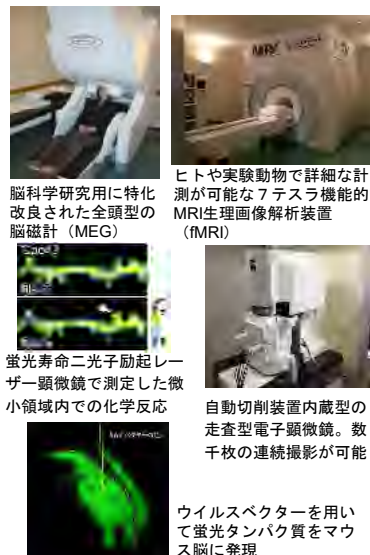 脳科学研究用に特化
改良された全頭型の
脳磁計（MEG）
ヒトや実験動物で詳細な計
測が可能な７テスラ機能的
MRI生理画像解析装置
（fMRI）
蛍光寿命二光子励起レー
ザー顕微鏡で測定した微
小領域内での化学反応
自動切削装置内蔵型の
走査型電子顕微鏡。数
千枚の連続撮影が可能
ウイルスベクターを用い
て蛍光タンパク質をマウ
ス脳に発現